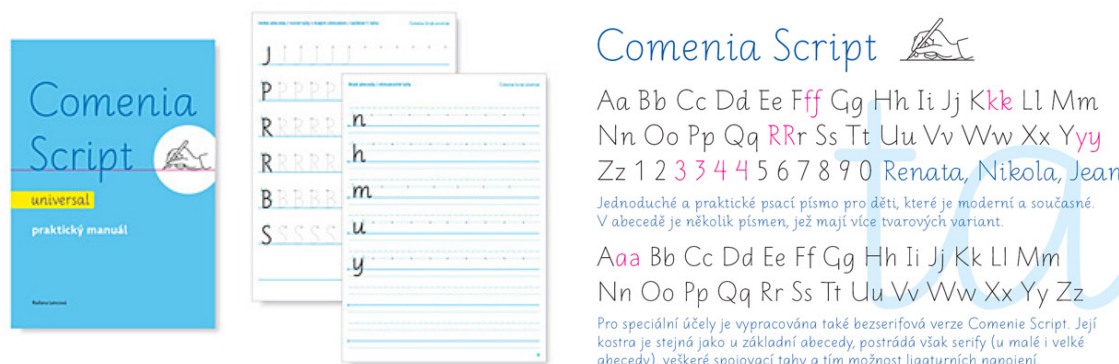 Comenia
Script
universal
praktický manuál
Radana Lencová
J
P
R
R
B
S
Comenia Script universal
n
h
m
u
y
Comenia Script
Aa Bb Cc Dd Ee Fff Gg Hh Ii Jj Kkk Ll Mm
Nn Oo Pp Qq RRr Ss Tt Uu Vv Ww Xx Yyy
Zz 1 2 3 3 4 4 5 6 7 8 9 0 Renata, Nikola, Jean
Jednoduché a praktické psací písmo pro děti, které je moderní a současné.
V abecedě je několik písmen, jež mají více tvarových variant.
ta
Aaa Bb Cc Dd Ee Ff Gg Hh Ii Jj Kk Ll Mm
Nn Oo Pp Qq Rr Ss Tt Uu Vv Ww Xx Yy Zz
Pro speciální účely je vypracována také bezserifová verze Comenie Script. Její
kostra je stejná jako u základní abecedy, postrádá však serify (u malé i velké
abecedy), veškeré spojovací tahy a tím možnost ligaturních napojení